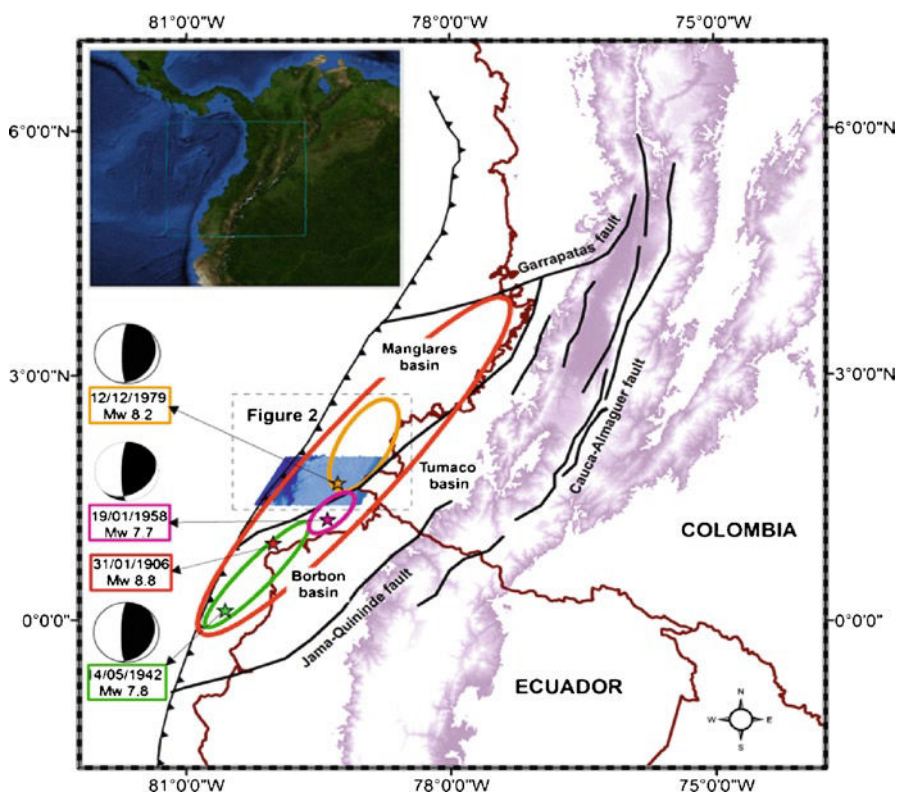 81°0'0"W
78°0'0"W
75°0'0"W
6°0'0"N
6°0'0"N
Garrapatas fault
Manglares
basin
3°0'0"N
3°0'0"N
12/12/1979
Mw 8 2
Figure 2
Cauca-Almaguer fault
Tumaco
basin
19/01/1958
Mw 7.7
COLOMBIA
31/01/1906
Mw 8.8
Borbon
basin
0°0'0"
0°0'0"
Jama-Quininde fault
14/05/1942
Mw 7.8
ECUADOR
N
W
E
S
81°0'0"W
78°0'0"W
75°0'0"W